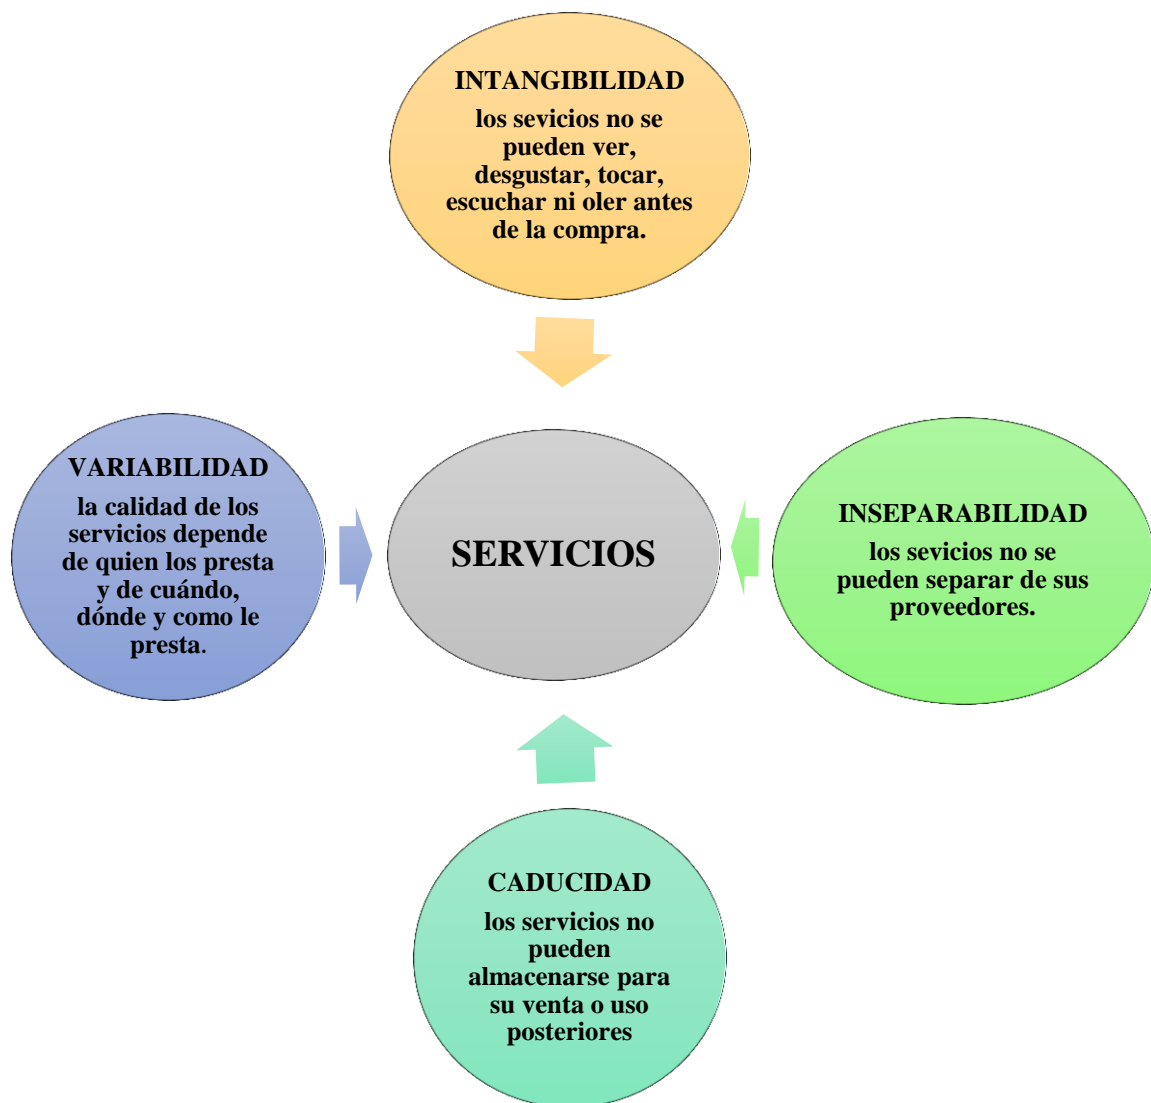 INTANGIBILIDAD
los sevicios no se
pueden ver,
desgustar, tocar,
escuchar ni oler antes
de la compra.
VARIABILIDAD
la calidad de los
servicios depende
de quien los presta
y de cuándo,
dónde y como le
presta.
SERVICIOS
INSEPARABILIDAD
los sevicios no se
pueden separar de sus
proveedores.
CADUCIDAD
los servicios no
pueden
almacenarse para
su venta o uso
posteriores